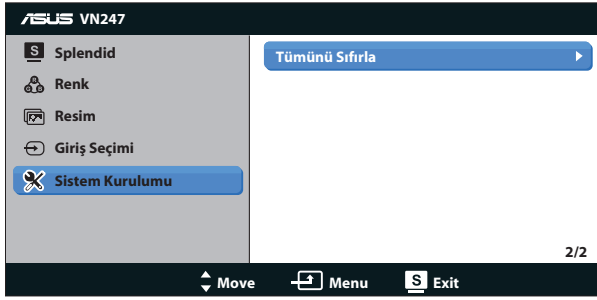 ASUS VN247
S Splendid
Renk
Resim
Giriş Seçimi
Sistem Kurulumu
Tümünü Sıfırla
2/2
Move Menu S Exit